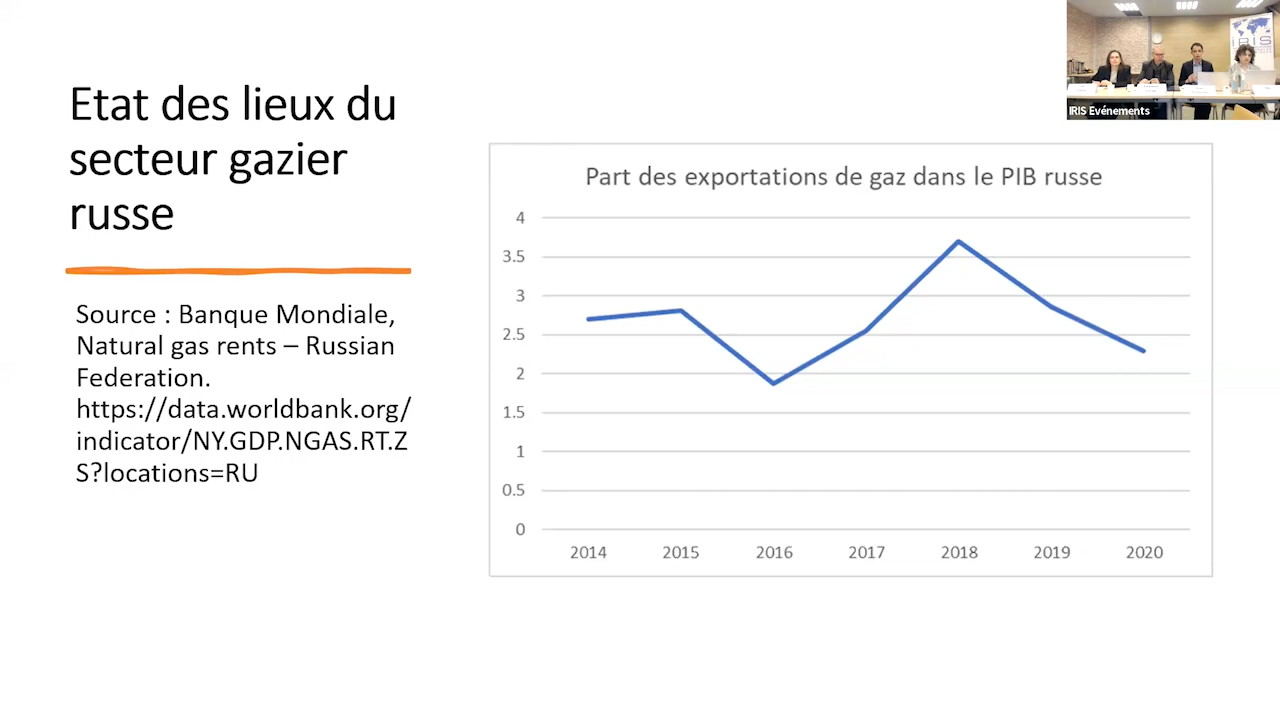 Etat des lieux du
secteur gazier
russe
Source : Banque Mondiale,
Natural gas rents – Russian
Federation.
https://data.worldbank.org/
indicator/NY.GDP.NGAS.RT.Z
S?locations=RU
Part des exportations de gaz dans le PIB russe
4
3.5
3
2.5
2
1.5
1
0.5
0
2014 2015 2016 2017 2018 2019 2020
IRIS
IRIS Evénements